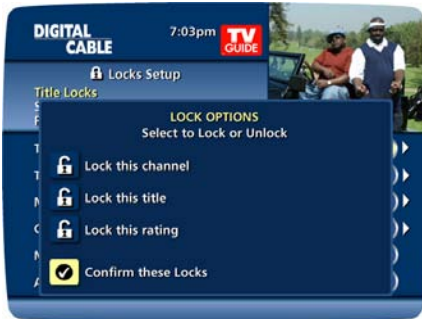 DIGITAL
CABLE
7:03pm
TV
GUIDE
Locks Setup
Title Locks
LOCK OPTIONS
Select to Lock or Unlock
Lock this channel
Lock this title
Lock this rating
Confirm these Locks